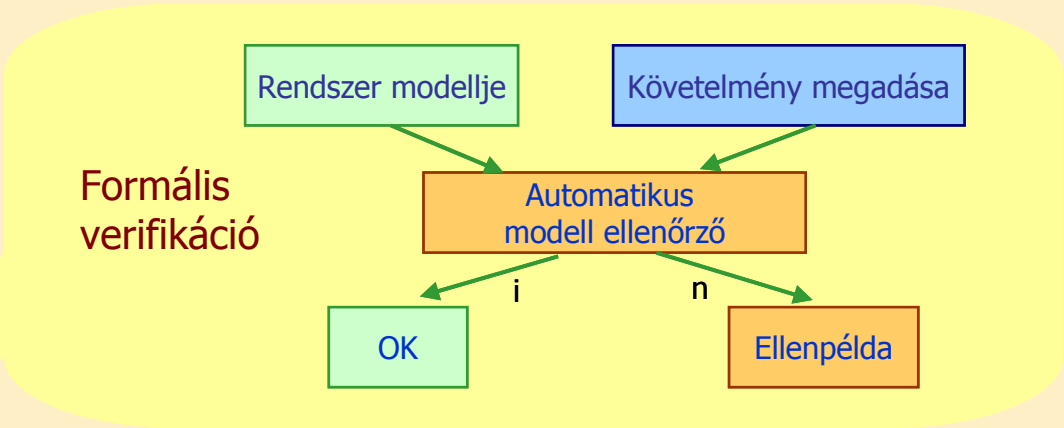 Rendszer modellje
Követelmény megadása
Formális
verifikáció
Automatikus
modell ellenőrző
i
n
OK
Ellenpélda